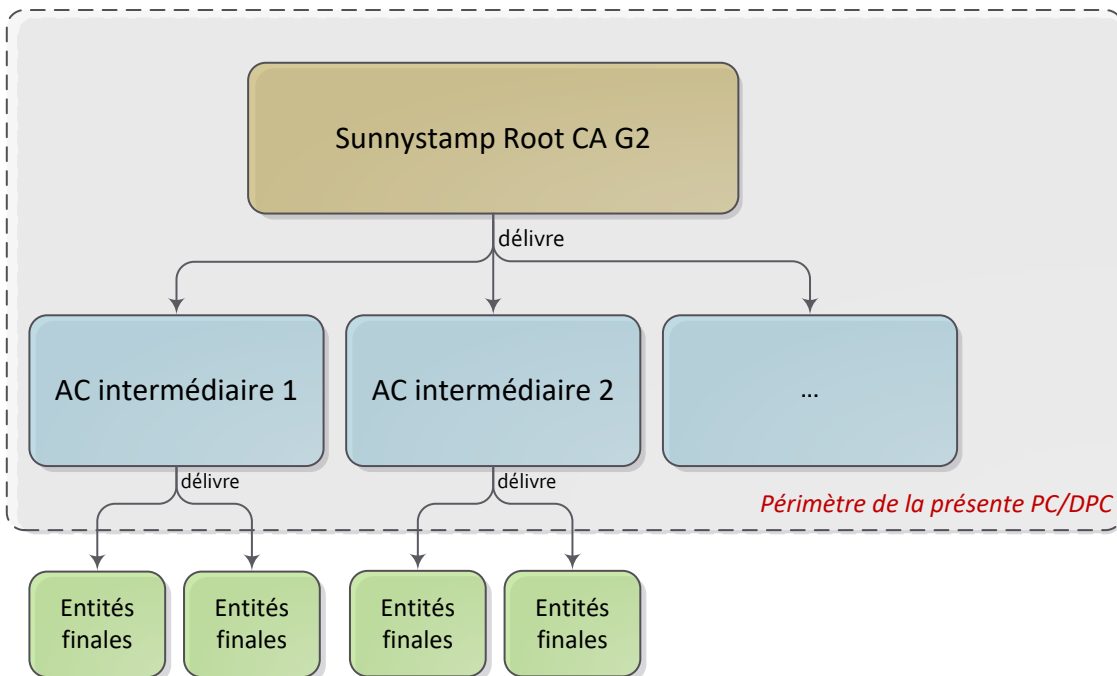 Sunnystamp Root CA G2
délivre
AC intermédiaire 1
AC intermédiaire 2
...
délivre
délivre
Périmètre de la présente PC/DPC
Entités
finales
Entités
finales
Entités
finales
Entités
finales